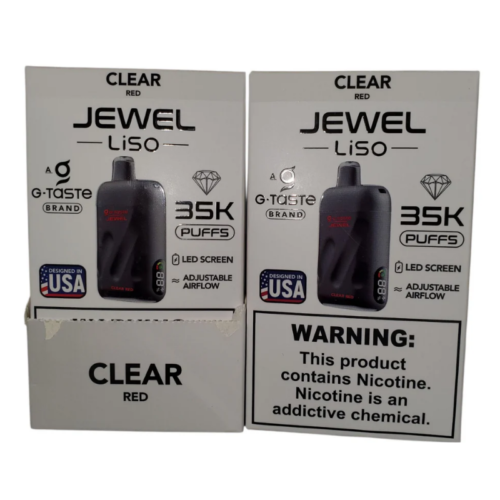 CLEAR
RED
JEWEL
LiSO
A
G-TASTE
BRAND
35K
PUFFS
LED SCREEN
ADJUSTABLE
AIRFLOW
DESIGNED IN
USA
CLEAR
RED
CLEAR
RED
JEWEL
LiSO
A
G-TASTE
BRAND
35K
PUFFS
LED SCREEN
ADJUSTABLE
AIRFLOW
DESIGNED IN
USA
WARNING:
This product
contains Nicotine.
Nicotine is an
addictive chemical.